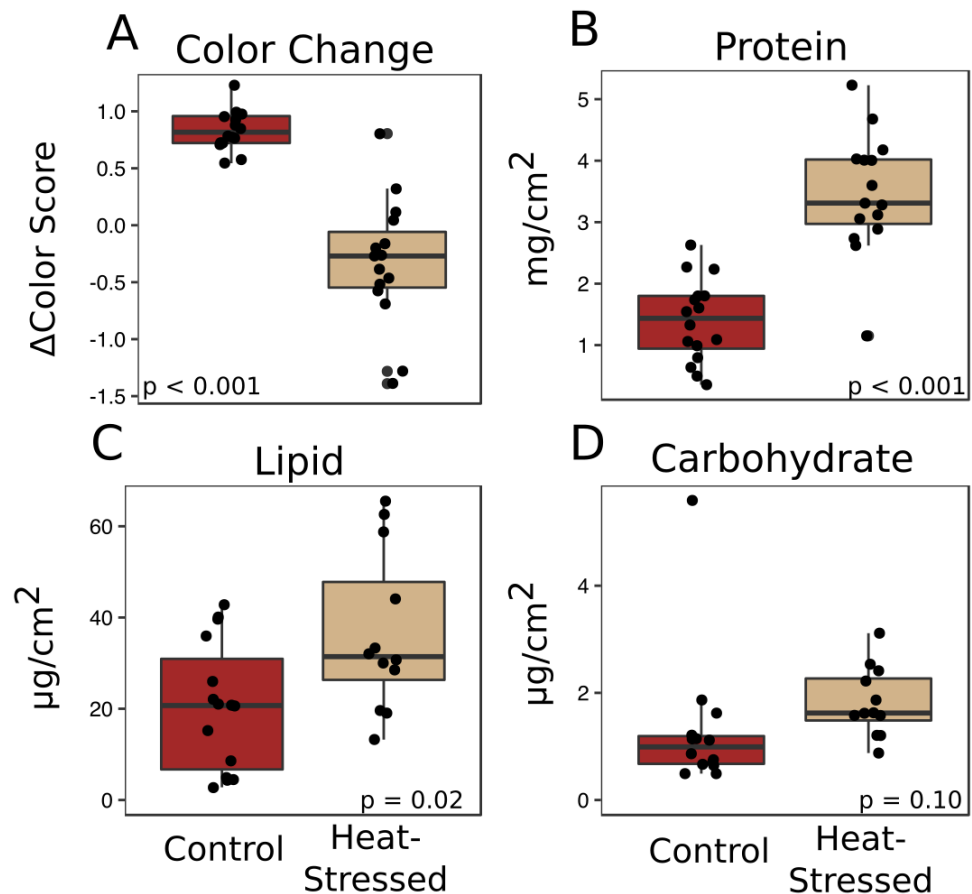 A
Color Change
ΔColor Score
1.0
0.5
0.0
-0.5
-1.0
-1.5
p < 0.001
B
Protein
mg/cm²
5
4
3
2
1
p < 0.001
C
Lipid
µg/cm²
60
40
20
0
p = 0.02
Control
Heat-
Stressed
D
Carbohydrate
µg/cm²
4
2
0
p = 0.10
Control
Heat-
Stressed